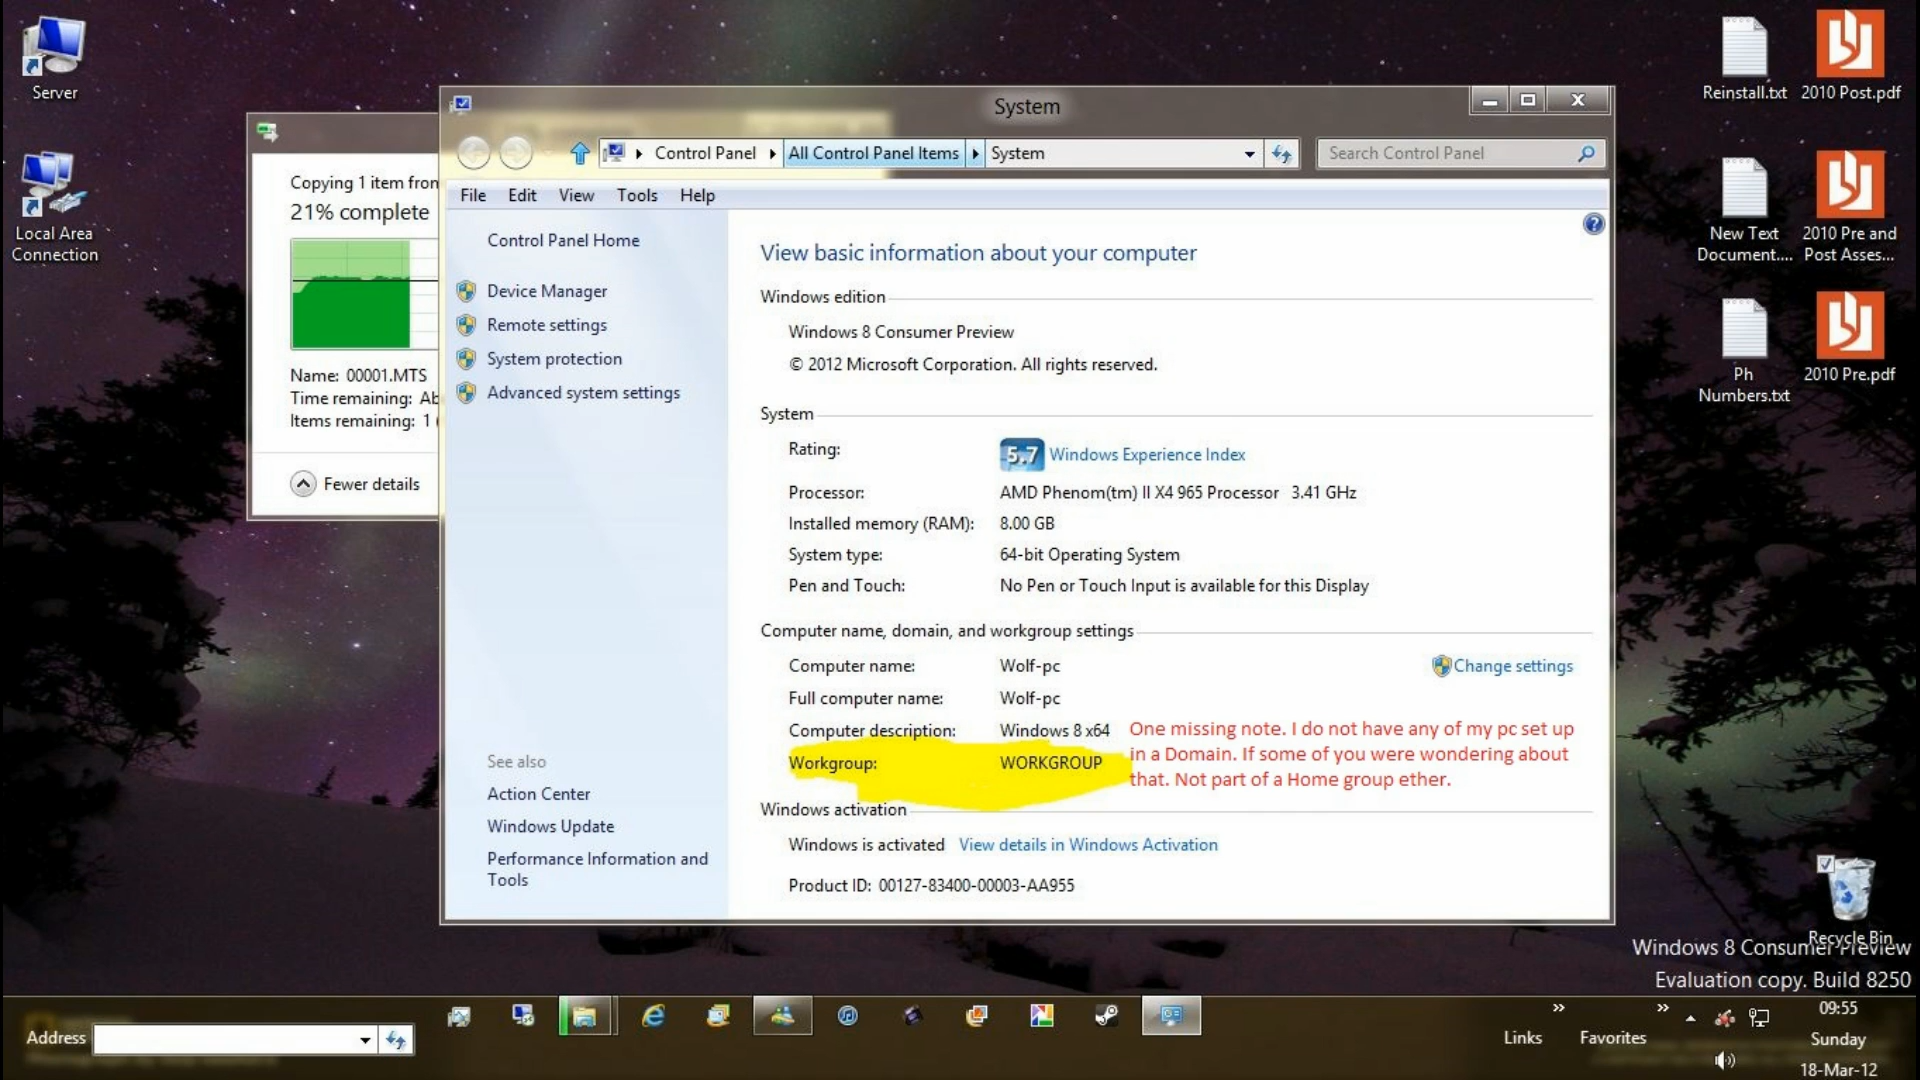 Server
Local Area
Connection
Copying 1 item from
21% complete
Name: 00001.MTS
Time remaining: Ab
Items remaining: 1 (
Fewer details
System
Control Panel
All Control Panel Items
System
Search Control Panel
File Edit View Tools Help
Control Panel Home
Device Manager
Remote settings
System protection
Advanced system settings
See also
Action Center
Windows Update
Performance Information and
Tools
View basic information about your computer
Windows edition
Windows 8 Consumer Preview
© 2012 Microsoft Corporation. All rights reserved.
System
Rating: 5.7 Windows Experience Index
Processor: AMD Phenom(tm) II X4 965 Processor 3.41 GHz
Installed memory (RAM): 8.00 GB
System type: 64-bit Operating System
Pen and Touch: No Pen or Touch Input is available for this Display
Computer name, domain, and workgroup settings
Computer name: Wolf-pc
Change settings
Full computer name: Wolf-pc
Computer description: Windows 8 x64
Workgroup: WORKGROUP
One missing note. I do not have any of my pc set up
in a Domain. If some of you were wondering about
that. Not part of a Home group ether.
Windows activation
Windows is activated View details in Windows Activation
Product ID: 00127-83400-00003-AA955
Reinstall.txt
2010 Post.pdf
New Text
Document....
2010 Pre and
Post Asses...
Ph
Numbers.txt
2010 Pre.pdf
Recycle Bin
Windows 8 Consumer Preview
Evaluation copy. Build 8250
Address
Links
Favorites
09:55
Sunday
18-Mar-12